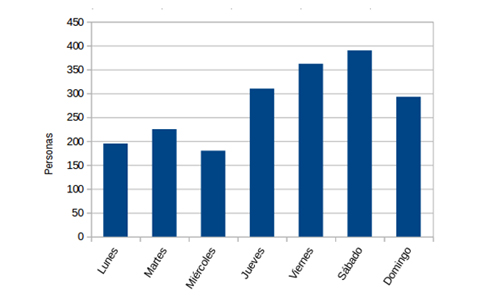 450
400
350
300
250
200
150
100
50
0
Personas
Lunes
Martes
Miércoles
Jueves
Viernes
Sábado
Domingo